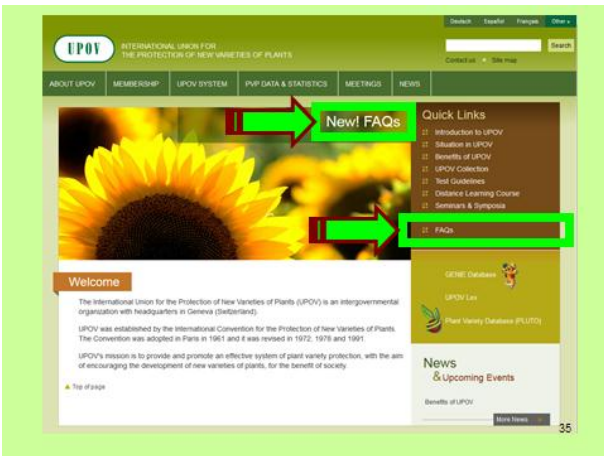 Deutsch Español Français Other »
UPOV
INTERNATIONAL UNION FOR
THE PROTECTION OF NEW VARIETIES OF PLANTS
Search
Contact us Site map
ABOUT UPOV MEMBERSHIP UPOV SYSTEM PVP DATA & STATISTICS MEETINGS NEWS
New! FAQs
Quick Links
Introduction to UPOV
Situation in UPOV
Benefits of UPOV
UPOV Collection
Test Guidelines
Distance Learning Course
Seminars & Symposia
FAQs
GENIE Database
UPOV Lex
Plant Variety Database (PLUTO)
Welcome
The International Union for the Protection of New Varieties of Plants (UPOV) is an intergovernmental
organization with headquarters in Geneva (Switzerland).
UPOV was established by the International Convention for the Protection of New Varieties of Plants.
The Convention was adopted in Paris in 1961 and it was revised in 1972, 1978 and 1991.
UPOV's mission is to provide and promote an effective system of plant variety protection, with the aim
of encouraging the development of new varieties of plants, for the benefit of society.
Top of page
News
& Upcoming Events
Benefits of UPOV
More News
35